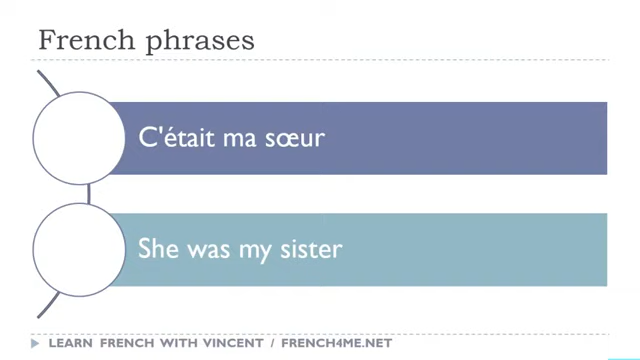 French phrases
C'était ma sœur
She was my sister
LEARN FRENCH WITH VINCENT / FRENCH4ME.NET